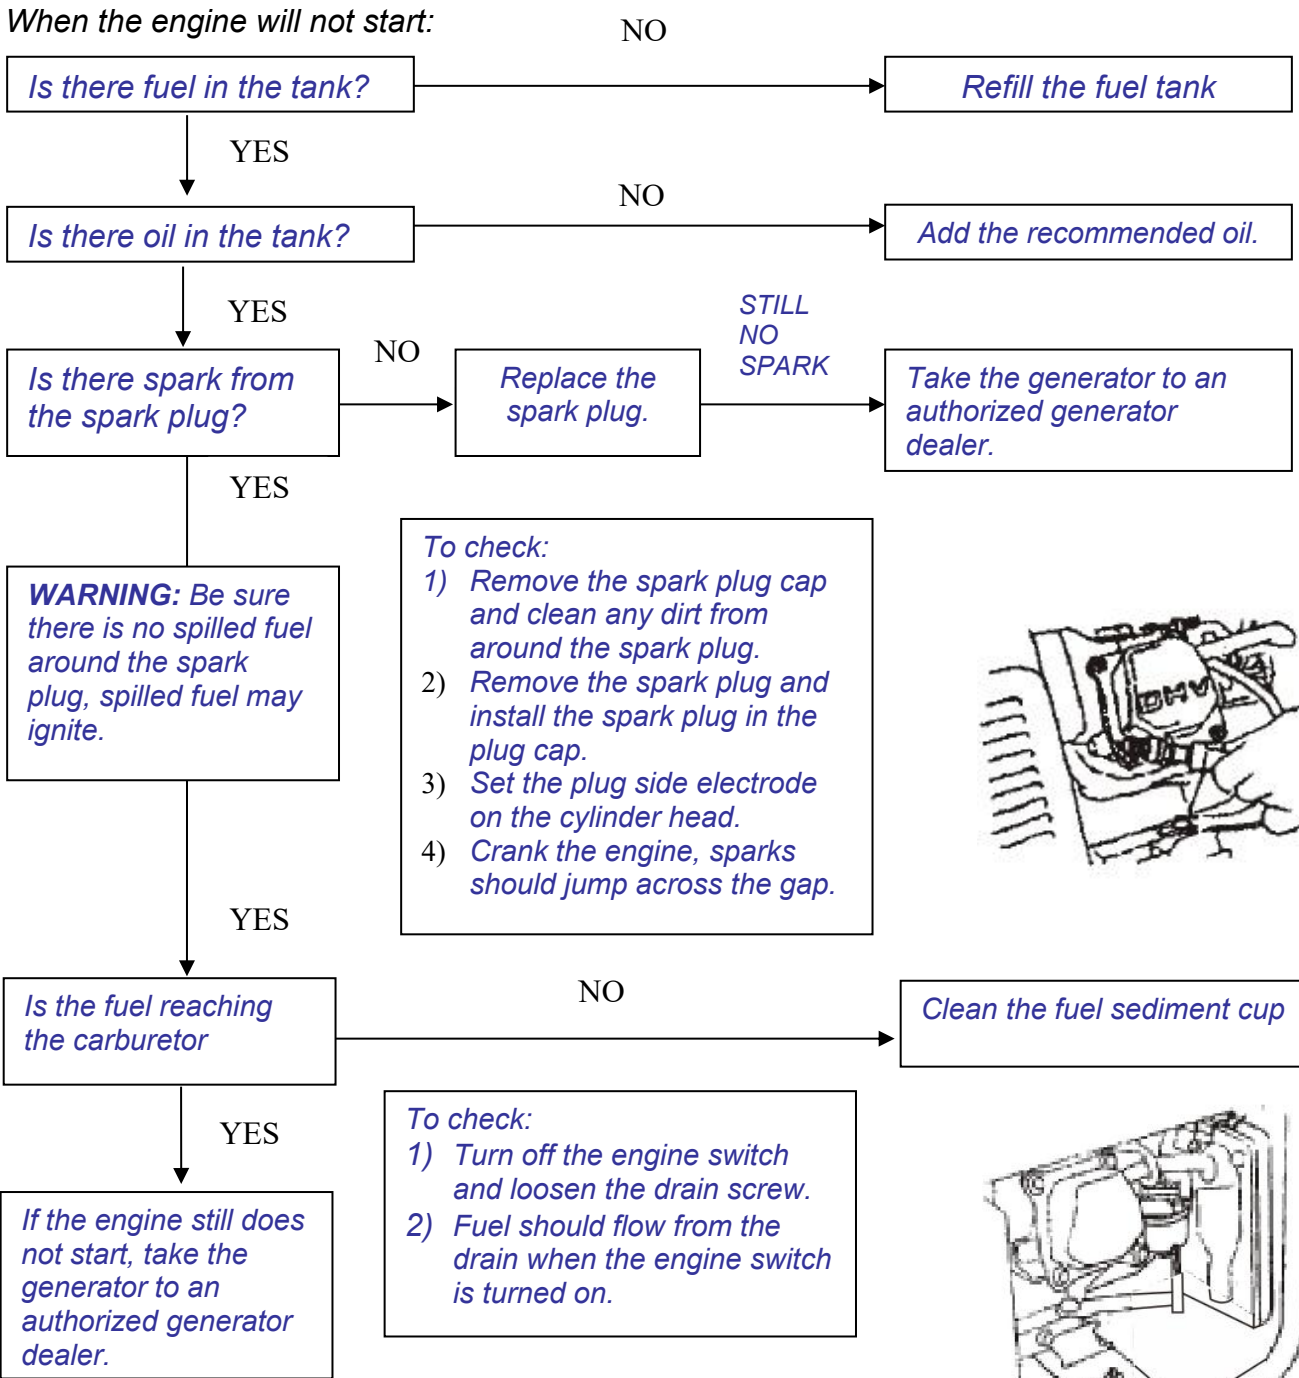 When the engine will not start:
NO
Is there fuel in the tank?
Refill the fuel tank
YES
NO
Is there oil in the tank?
Add the recommended oil.
YES
STILL
NO
SPARK
NO
Is there spark from
the spark plug?
Replace the
spark plug.
Take the generator to an
authorized generator
dealer.
YES
WARNING: Be sure
there is no spilled fuel
around the spark
plug, spilled fuel may
ignite.
To check:
1) Remove the spark plug cap
and clean any dirt from
around the spark plug.
2) Remove the spark plug and
install the spark plug in the
plug cap.
3) Set the plug side electrode
on the cylinder head.
4) Crank the engine, sparks
should jump across the gap.
OHV
YES
Is the fuel reaching
the carburetor
NO
Clean the fuel sediment cup
YES
To check:
1) Turn off the engine switch
and loosen the drain screw.
2) Fuel should flow from the
drain when the engine switch
is turned on.
If the engine still does
not start, take the
generator to an
authorized generator
dealer.